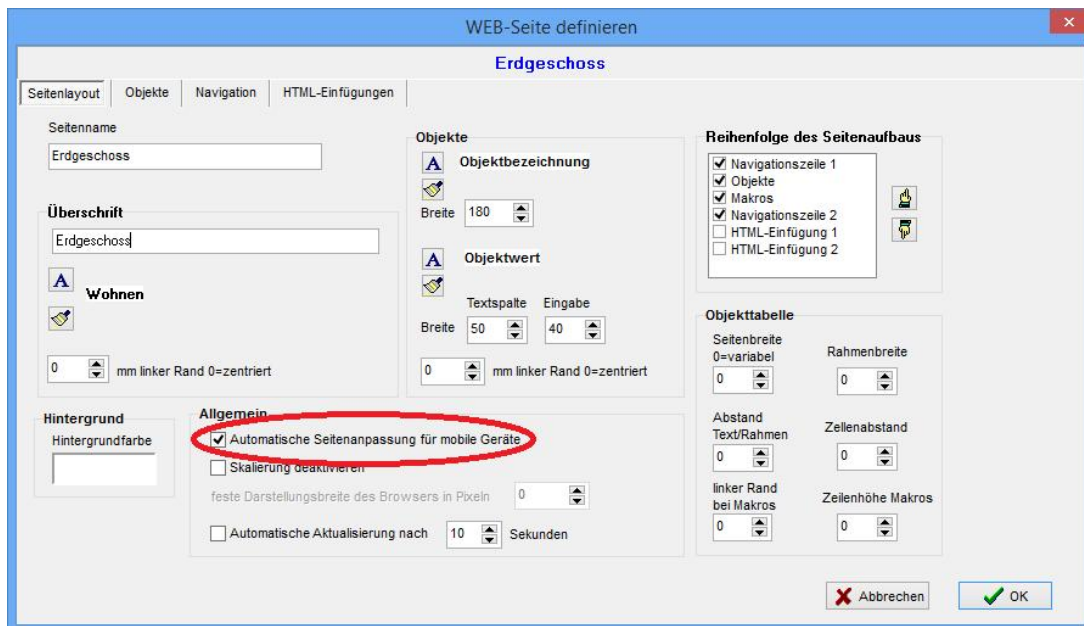 WEB-Seite definieren
Erdgeschoss
Seitenlayout Objekte Navigation HTML-Einfügungen
Seitenname
Erdgeschoss
Überschrift
Erdgeschoss
A
Wohnen
0 mm linker Rand 0=zentriert
Objekte
A Objektbezeichnung
Breite 180
A Objektwert
Textspalte Eingabe
Breite 50 40
0 mm linker Rand 0=zentriert
Reihenfolge des Seitenaufbaus
Navigationszeile 1
Objekte
Makros
Navigationszeile 2
HTML-Einfügung 1
HTML-Einfügung 2
Hintergrund
Hintergrundfarbe
Allgemein
Automatische Seitenanpassung für mobile Geräte
Skalierung deaktivieren
feste Darstellungsbreite des Browsers in Pixeln 0
Automatische Aktualisierung nach 10 Sekunden
Objekttabelle
Seitenbreite
0=variabel
0
Rahmenbreite
0
Abstand
Text/Rahmen
0
Zellenabstand
0
linker Rand
bei Makros
0
Zeilenhöhe Makros
0
Abbrechen OK